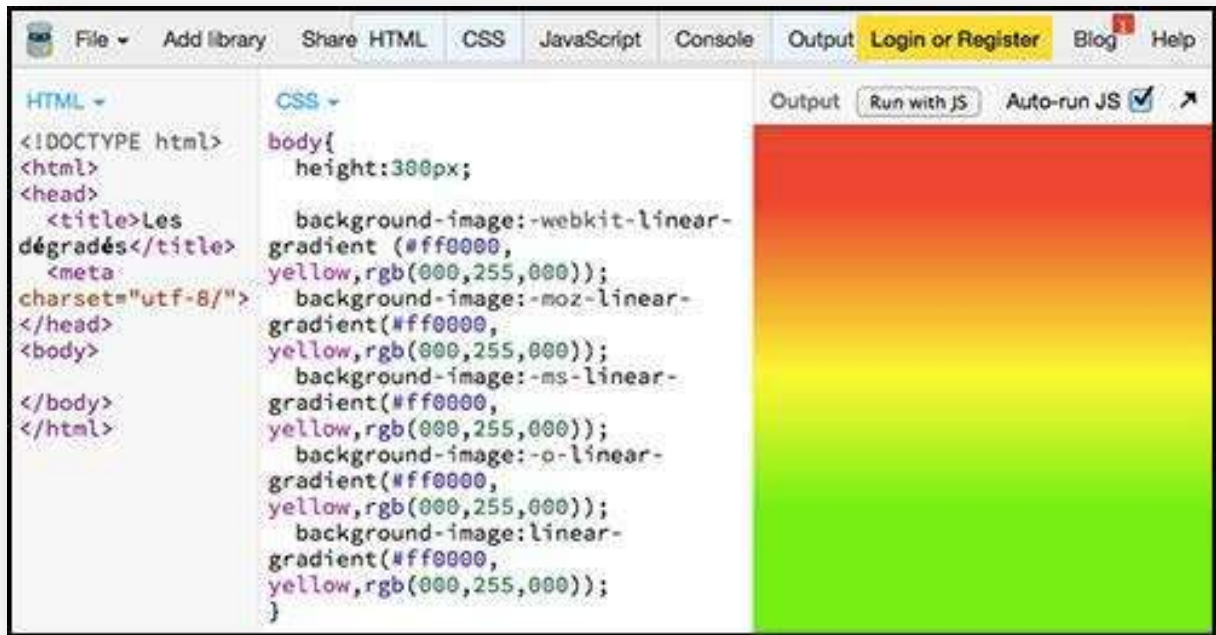 File Add library Share HTML CSS JavaScript Console Output Login or Register Blog 1 Help
HTML
<!DOCTYPE html>
<html>
<head>
<title>Les
dégradés</title>
<meta
charset="utf-8/">
</head>
<body>
</body>
</html>
CSS
body{
height:300px;
background-image:-webkit-linear-
gradient (#ff0000,
yellow,rgb(000,255,000));
background-image:-moz-linear-
gradient(#ff0000,
yellow,rgb(000,255,000));
background-image:-ms-linear-
gradient(#ff0000,
yellow,rgb(000,255,000));
background-image:-o-linear-
gradient(#ff0000,
yellow,rgb(000,255,000));
background-image:linear-
gradient(#ff0000,
yellow,rgb(000,255,000));
}
Output Run with JS Auto-run JS